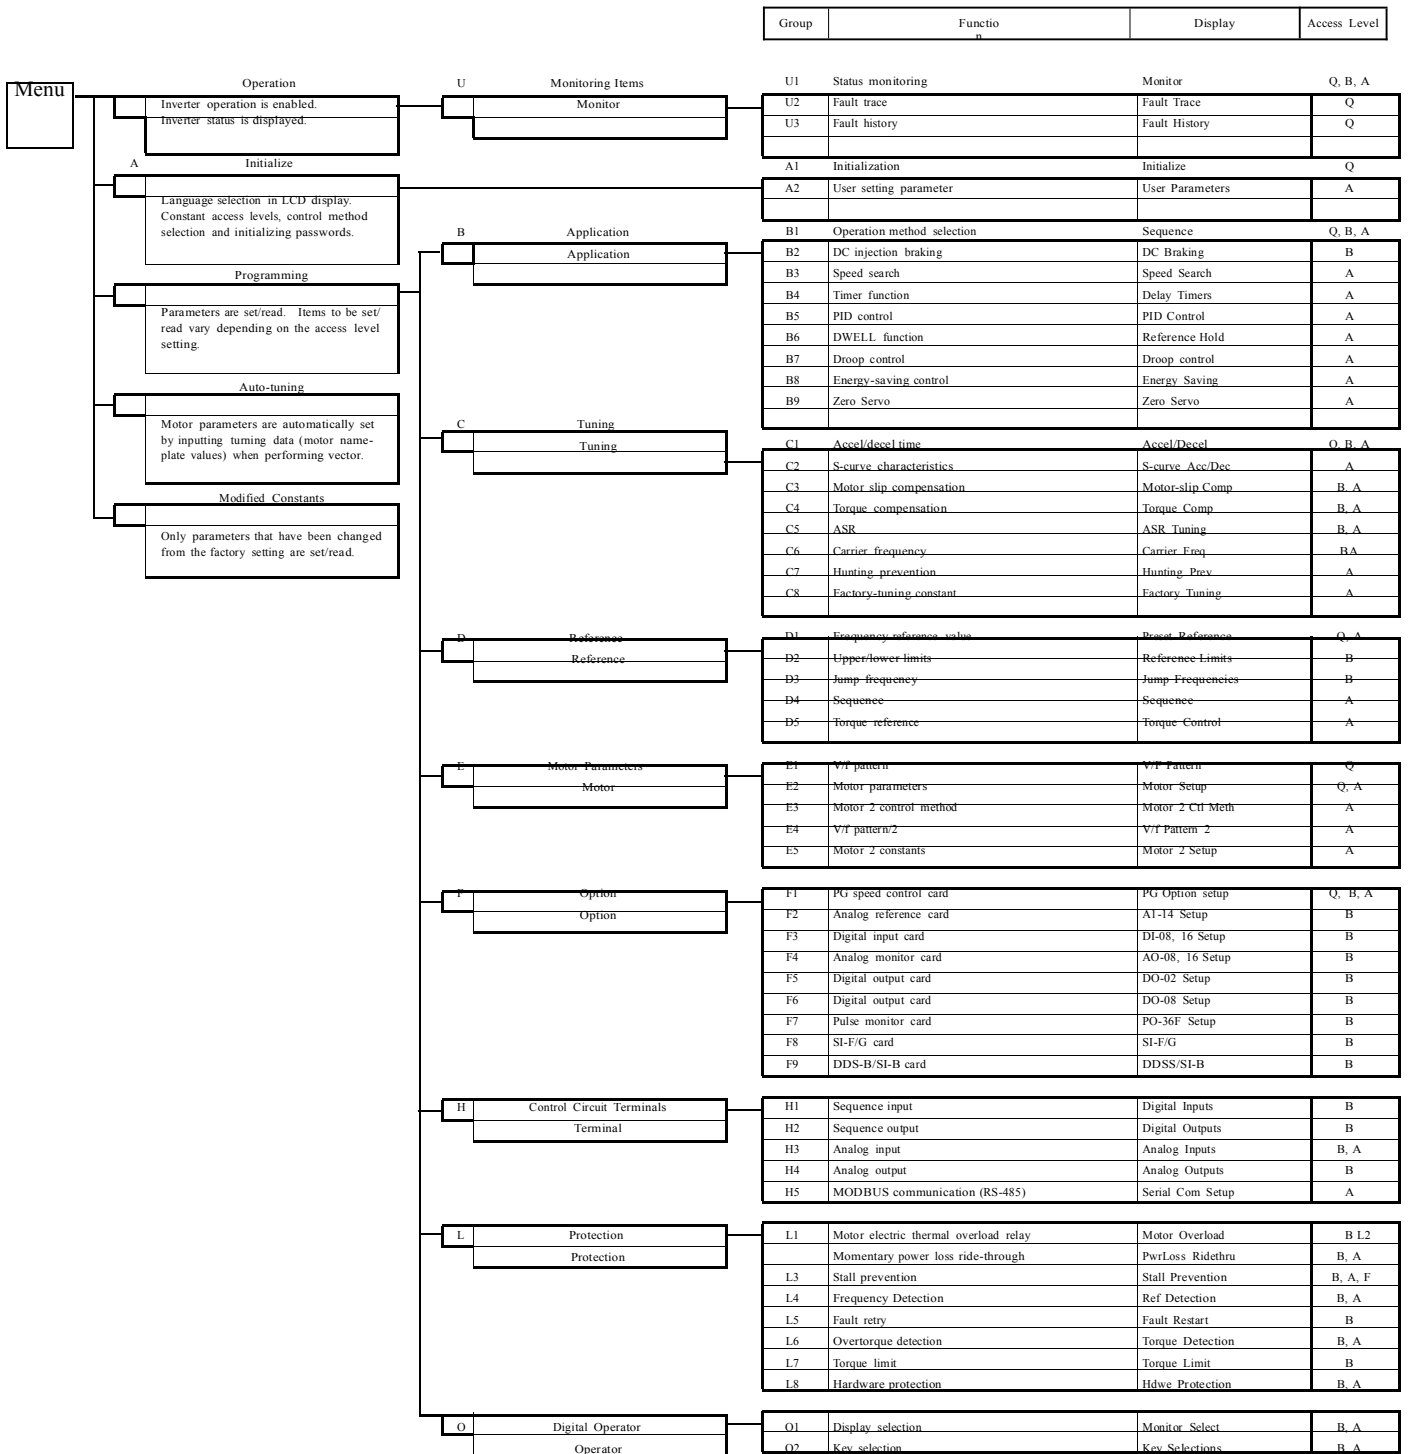 Group Functio
n Display Access Level
Menu
Operation
Inverter operation is enabled.
Inverter status is displayed.
A Initialize
Language selection in LCD display.
Constant access levels, control method
selection and initializing passwords.
Programming
Parameters are set/read. Items to be set/
read vary depending on the access level
setting.
Auto-tuning
Motor parameters are automatically set
by inputting turning data (motor name-
plate values) when performing vector.
Modified Constants
Only parameters that have been changed
from the factory setting are set/read.
U Monitoring Items
Monitor
B Application
Application
C Tuning
Tuning
D Reference
Reference
E Motor Parameters
Motor
F Option
Option
H Control Circuit Terminals
Terminal
L Protection
Protection
O Digital Operator
Operator
U1 Status monitoring Monitor Q, B, A
U2 Fault trace Fault Trace Q
U3 Fault history Fault History Q
A1 Initialization Initialize Q
A2 User setting parameter User Parameters A
B1 Operation method selection Sequence Q, B, A
B2 DC injection braking DC Braking B
B3 Speed search Speed Search A
B4 Timer function Delay Timers A
B5 PID control PID Control A
B6 DWELL function Reference Hold A
B7 Droop control Droop control A
B8 Energy-saving control Energy Saving A
B9 Zero Servo Zero Servo A
C1 Accel/decel time Accel/Decel Q, B, A
C2 S-curve characteristics S-curve Acc/Dec A
C3 Motor slip compensation Motor-slip Comp B, A
C4 Torque compensation Torque Comp B, A
C5 ASR ASR Tuning B, A
C6 Carrier frequency Carrier Freq BA
C7 Hunting prevention Hunting Prev A
C8 Factory-tuning constant Factory Tuning A
D1 Frequency reference value Preset Reference Q, A
D2 Upper/lower limits Reference Limits B
D3 Jump frequency Jump Frequencies B
D4 Sequence Sequence A
D5 Torque reference Torque Control A
E1 V/f pattern V/F Pattern Q
E2 Motor parameters Motor Setup Q, A
E3 Motor 2 control method Motor 2 Ctl Meth A
E4 V/f pattern/2 V/f Pattern 2 A
E5 Motor 2 constants Motor 2 Setup A
F1 PG speed control card PG Option setup Q, B, A
F2 Analog reference card A1-14 Setup B
F3 Digital input card DI-08, 16 Setup B
F4 Analog monitor card AO-08, 16 Setup B
F5 Digital output card DO-02 Setup B
F6 Digital output card DO-08 Setup B
F7 Pulse monitor card PO-36F Setup B
F8 SI-F/G card SI-F/G B
F9 DDS-B/SI-B card DDSS/SI-B B
H1 Sequence input Digital Inputs B
H2 Sequence output Digital Outputs B
H3 Analog input Analog Inputs B, A
H4 Analog output Analog Outputs B
H5 MODBUS communication (RS-485) Serial Com Setup A
L1 Motor electric thermal overload relay Motor Overload B L2
Momentary power loss ride-through PwrLoss Ridethru B, A
L3 Stall prevention Stall Prevention B, A, F
L4 Frequency Detection Ref Detection B, A
L5 Fault retry Fault Restart B
L6 Overtorque detection Torque Detection B, A
L7 Torque limit Torque Limit B
L8 Hardware protection Hdwe Protection B, A
O1 Display selection Monitor Select B, A
O2 Key selection Key Selections B, A